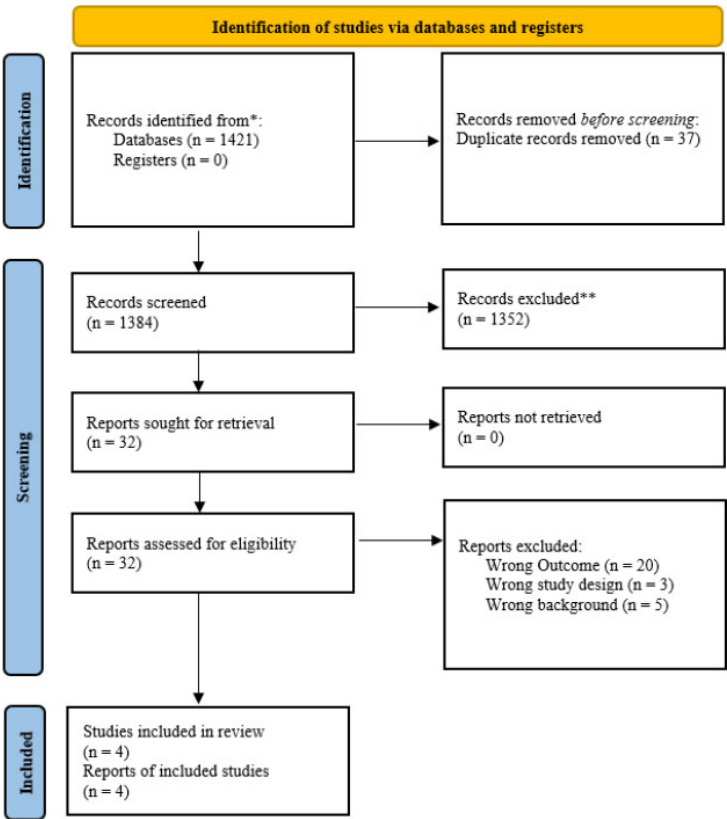 Identification of studies via databases and registers
Identification
Records identified from*:
Databases (n = 1421)
Registers (n = 0)
Records removed before screening:
Duplicate records removed (n = 37)
Screening
Records screened
(n = 1384)
Records excluded**
(n = 1352)
Reports sought for retrieval
(n = 32)
Reports not retrieved
(n = 0)
Reports assessed for eligibility
(n = 32)
Reports excluded:
Wrong Outcome (n = 20)
Wrong study design (n = 3)
Wrong background (n = 5)
Included
Studies included in review
(n = 4)
Reports of included studies
(n = 4)